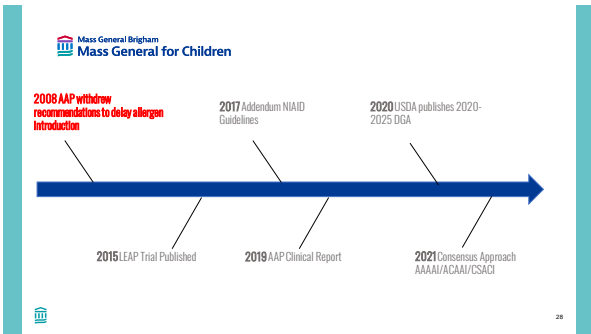 Mass General Brigham
Mass General for Children
2008 AAP withdrew
recommendations to delay allergen
Introduction
2017 Addendum NIAID
Guidelines
2020 USDA publishes 2020-
2025 DGA
2015 LEAP Trial Published
2019 AAP Clinical Report
2021 Consensus Approach
AAAAI/ACAAI/CSACI
28